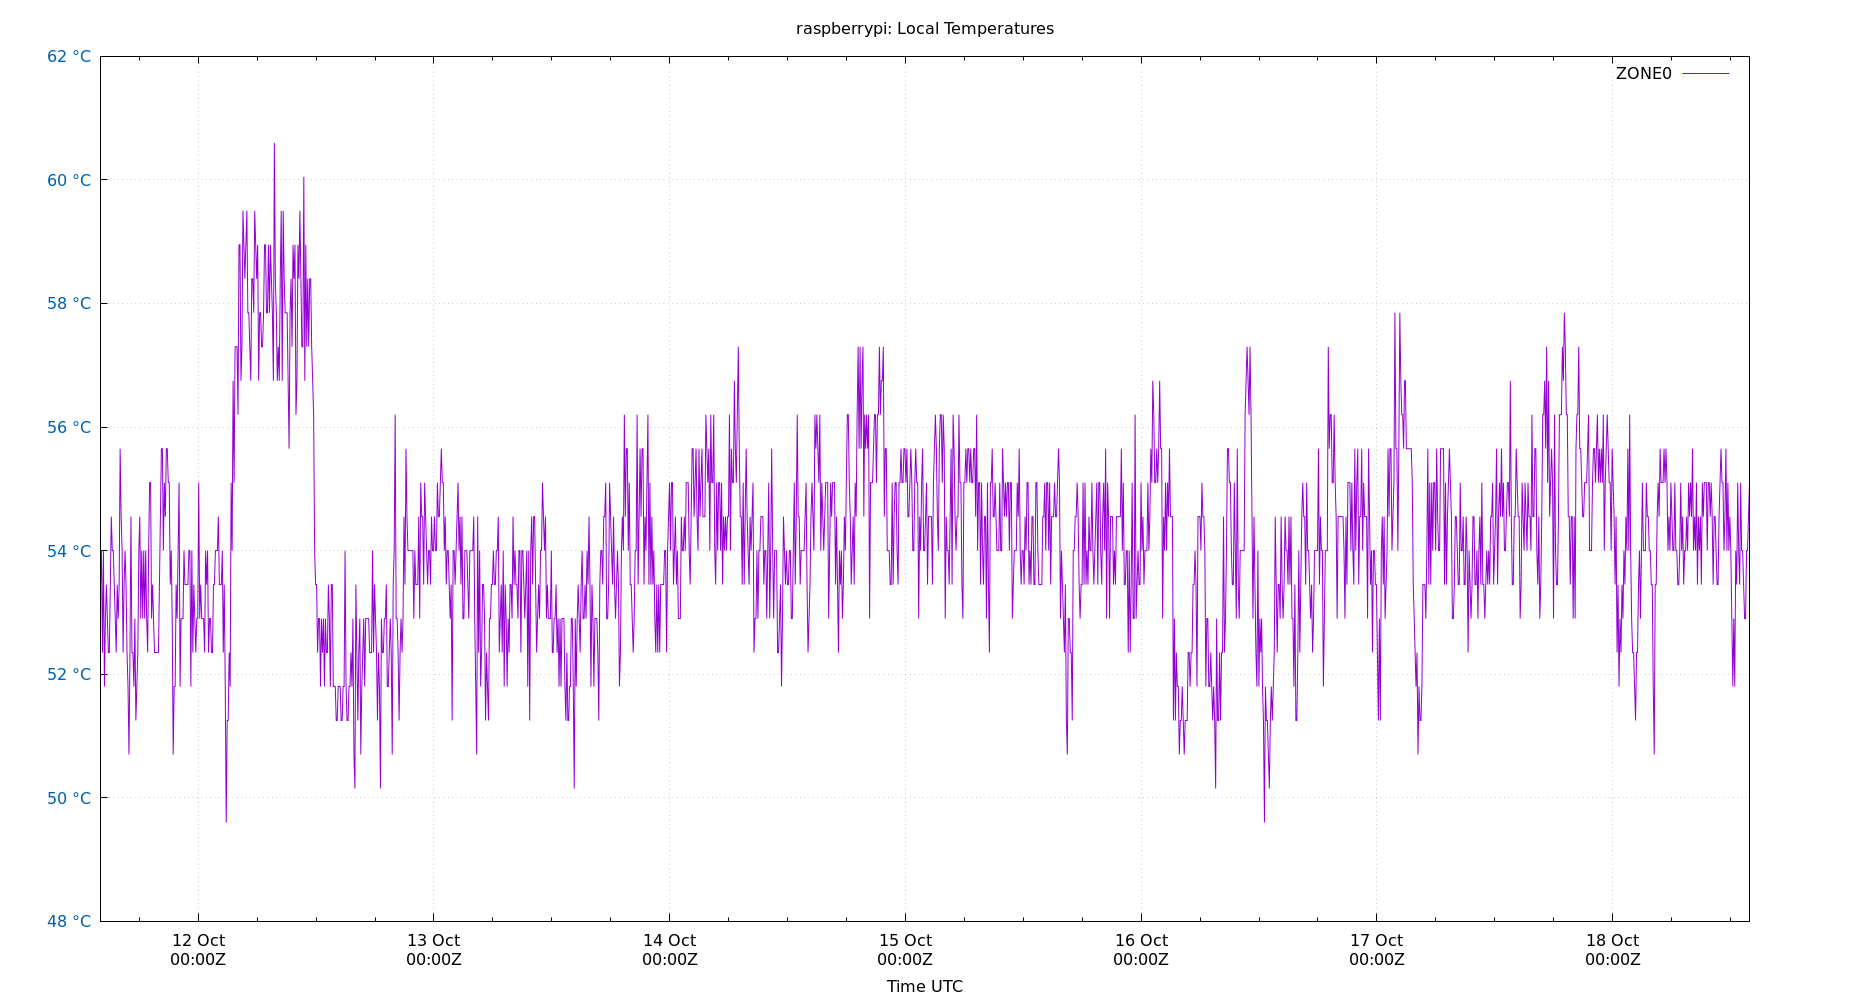 raspberrypi: Local Temperatures
62 °C
ZONE0
60 °C
58 °C
56 °C
54 °C
52 °C
50 °C
48 °C
12 Oct 13 Oct 14 Oct 15 Oct 16 Oct 17 Oct 18 Oct
00:00Z 00:00Z 00:00Z 00:00Z 00:00Z 00:00Z 00:00Z
Time UTC